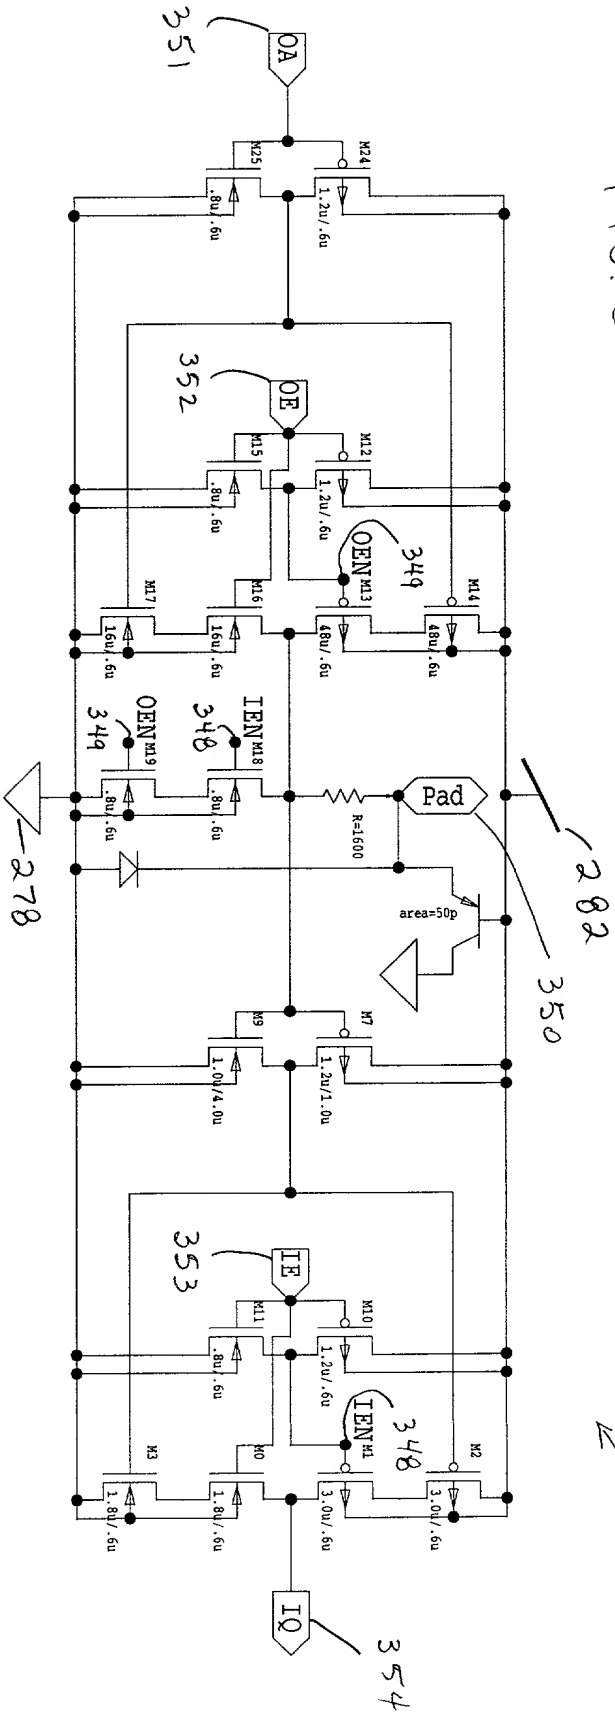 OA
351
M24
1.2u/.6u
M25
.8u/.6u
OE
352
M12
1.2u/.6u
M15
.8u/.6u
OEN
349
M13
48u/.6u
M14
48u/.6u
M16
16u/.6u
M17
16u/.6u
IEN
348
M18
.8u/.6u
OEN
349
M19
.8u/.6u
278
Pad
R=1600
282
350
area=50p
M7
1.2u/1.0u
M9
1.0u/4.0u
IE
353
M10
1.2u/.6u
M11
.8u/.6u
IEN
348
M1
3.0u/.6u
M2
3.0u/.6u
M0
1.8u/.6u
M3
1.8u/.6u
IQ
354